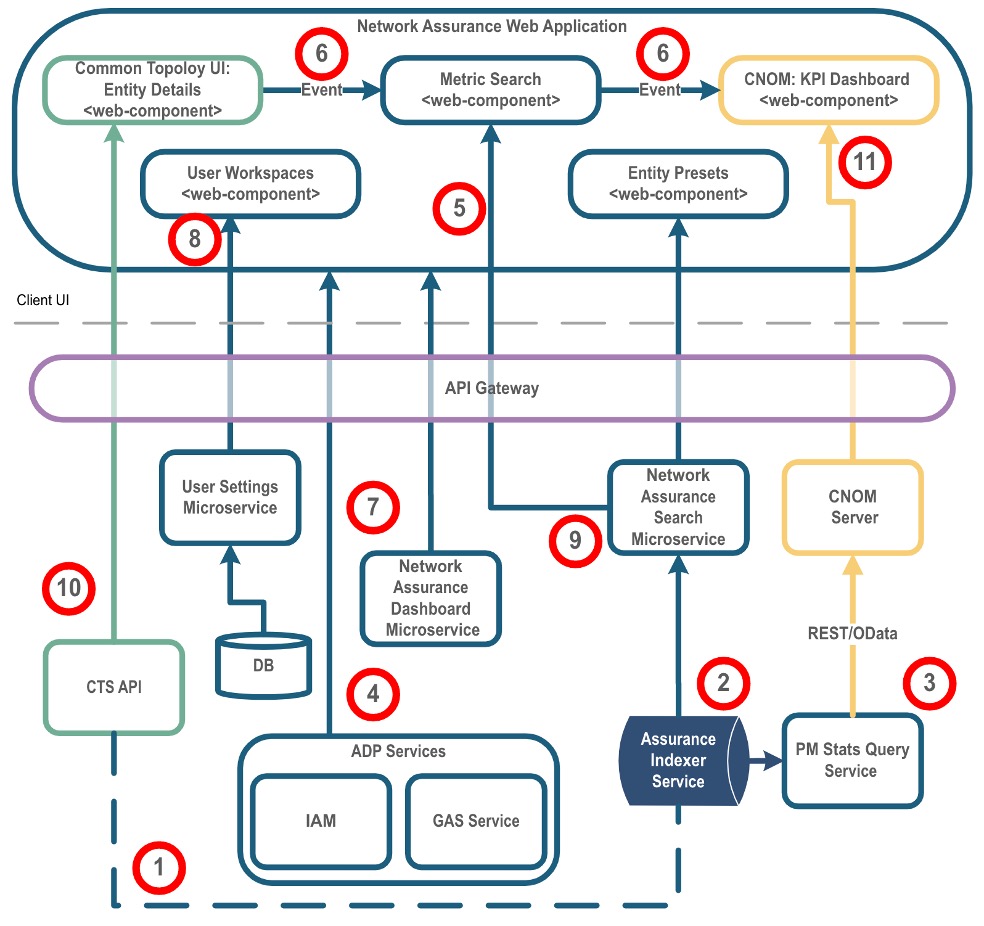 Network Assurance Web Application
6
6
Common Topoloy UI:
Entity Details
<web-component>
Event
Metric Search
<web-component>
Event
CNOM: KPI Dashboard
<web-component>
11
User Workspaces
<web-component>
5
Entity Presets
<web-component>
8
Client UI
API Gateway
User Settings
Microservice
7
Network
Assurance
Search
Microservice
CNOM
Server
9
10
Network
Assurance
Dashboard
Microservice
REST/OData
DB
CTS API
4
2
3
ADP Services
Assurance
Indexer
Service
PM Stats Query
Service
IAM
GAS Service
1